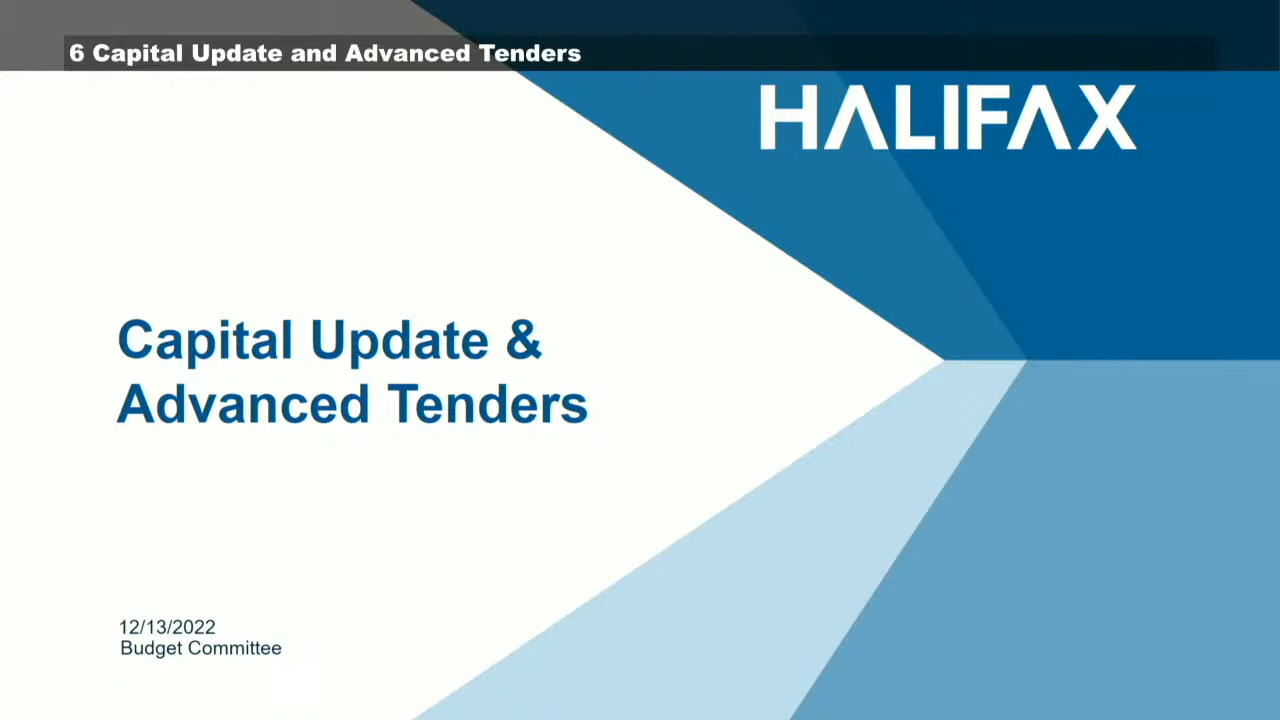 6 Capital Update and Advanced Tenders
HALIFAX
Capital Update &
Advanced Tenders
12/13/2022
Budget Committee